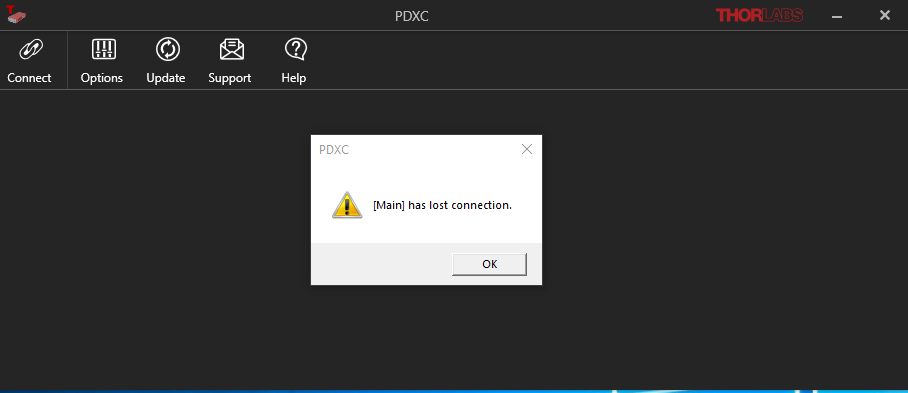 PDXC
THORLABS
Connect
Options
Update
Support
Help
PDXC
[Main] has lost connection.
OK